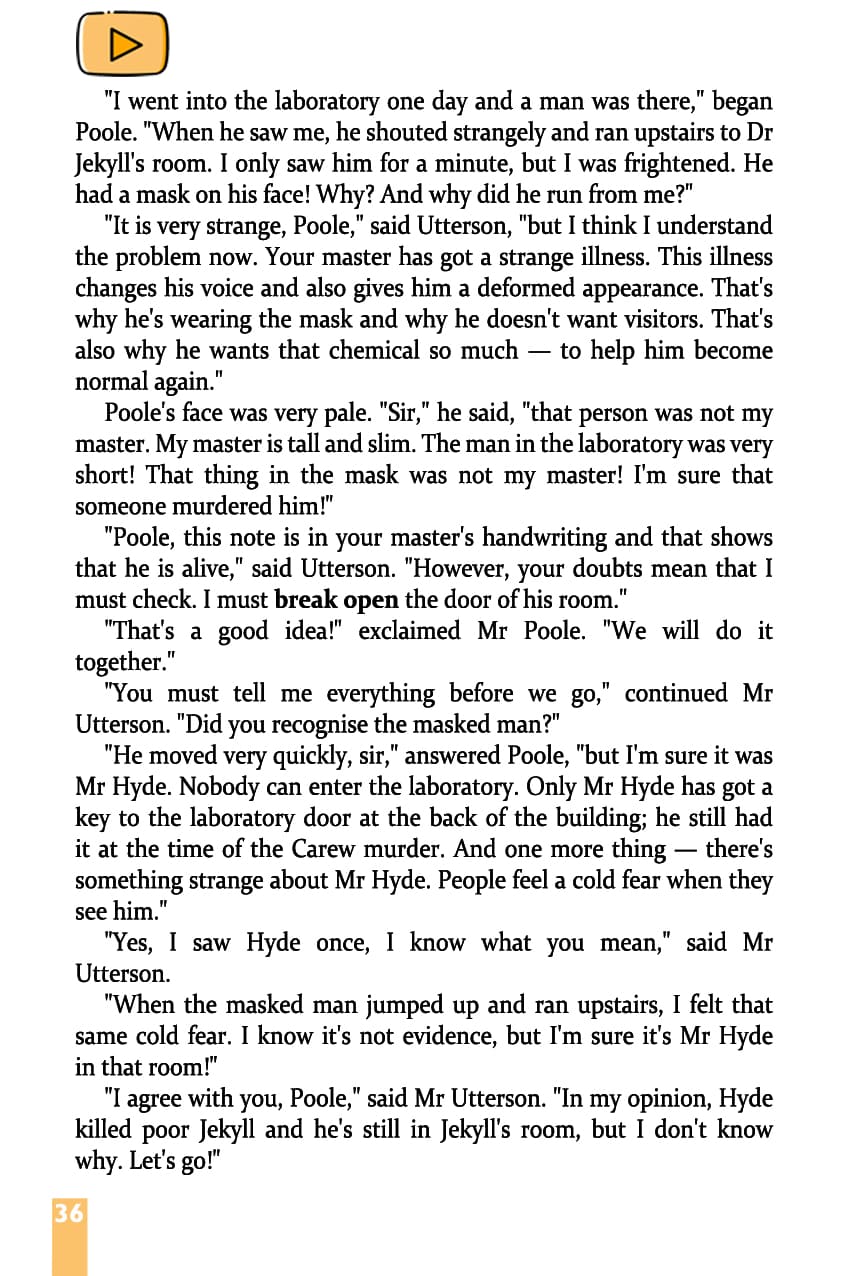 "I went into the laboratory one day and a man was there," began
Poole. "When he saw me, he shouted strangely and ran upstairs to Dr
Jekyll's room. I only saw him for a minute, but I was frightened. He
had a mask on his face! Why? And why did he run from me?"
"It is very strange, Poole," said Utterson, "but I think I understand
the problem now. Your master has got a strange illness. This illness
changes his voice and also gives him a deformed appearance. That's
why he's wearing the mask and why he doesn't want visitors. That's
also why he wants that chemical so much — to help him become
normal again."
Poole's face was very pale. "Sir," he said, "that person was not my
master. My master is tall and slim. The man in the laboratory was very
short! That thing in the mask was not my master! I'm sure that
someone murdered him!"
"Poole, this note is in your master's handwriting and that shows
that he is alive," said Utterson. "However, your doubts mean that I
must check. I must break open the door of his room."
"That's a good idea!" exclaimed Mr Poole. "We will do it
together."
"You must tell me everything before we go," continued Mr
Utterson. "Did you recognise the masked man?"
"He moved very quickly, sir," answered Poole, "but I'm sure it was
Mr Hyde. Nobody can enter the laboratory. Only Mr Hyde has got a
key to the laboratory door at the back of the building; he still had
it at the time of the Carew murder. And one more thing — there's
something strange about Mr Hyde. People feel a cold fear when they
see him."
"Yes, I saw Hyde once, I know what you mean," said Mr
Utterson.
"When the masked man jumped up and ran upstairs, I felt that
same cold fear. I know it's not evidence, but I'm sure it's Mr Hyde
in that room!"
"I agree with you, Poole," said Mr Utterson. "In my opinion, Hyde
killed poor Jekyll and he's still in Jekyll's room, but I don't know
why. Let's go!"
36